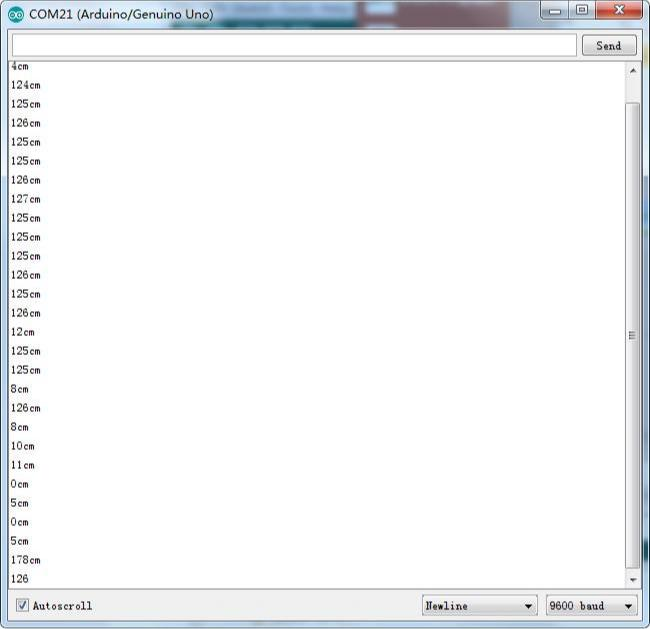 COM21 (Arduino/Genuino Uno)
Send
4cm
124cm
125cm
126cm
125cm
125cm
126cm
127cm
125cm
125cm
125cm
126cm
125cm
126cm
12cm
125cm
125cm
8cm
126cm
8cm
10cm
11cm
0cm
5cm
0cm
5cm
178cm
126
Autoscroll
Newline
9600 baud